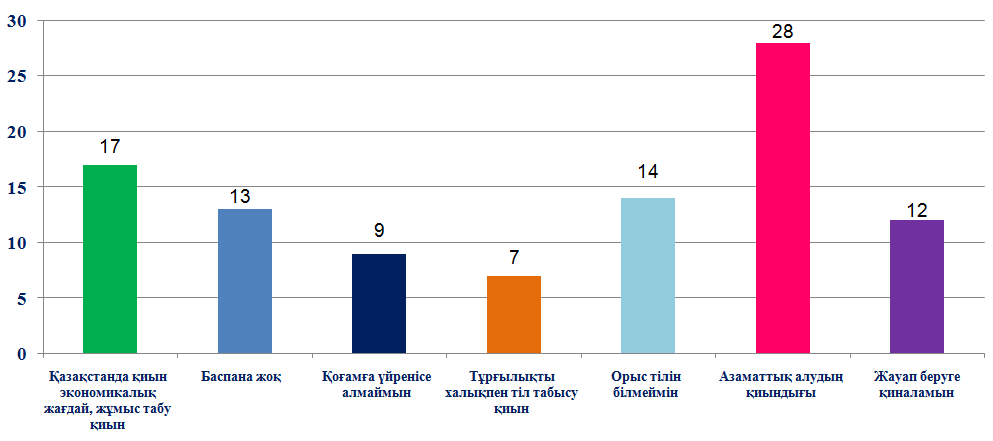 30
25
20
15
10
5
0
17
13
9
7
14
28
12
Қазақстанда қиын
экономикалық
жағдай, жұмыс табу
қиын
Баспана жоқ
Қоғамға үйренісе
алмаймын
Тұрғылықты
халықпен тіл табысу
қиын
Орыс тілін
білмеймін
Азаматтық алудың
қиындығы
Жауап беруге
қиналамын